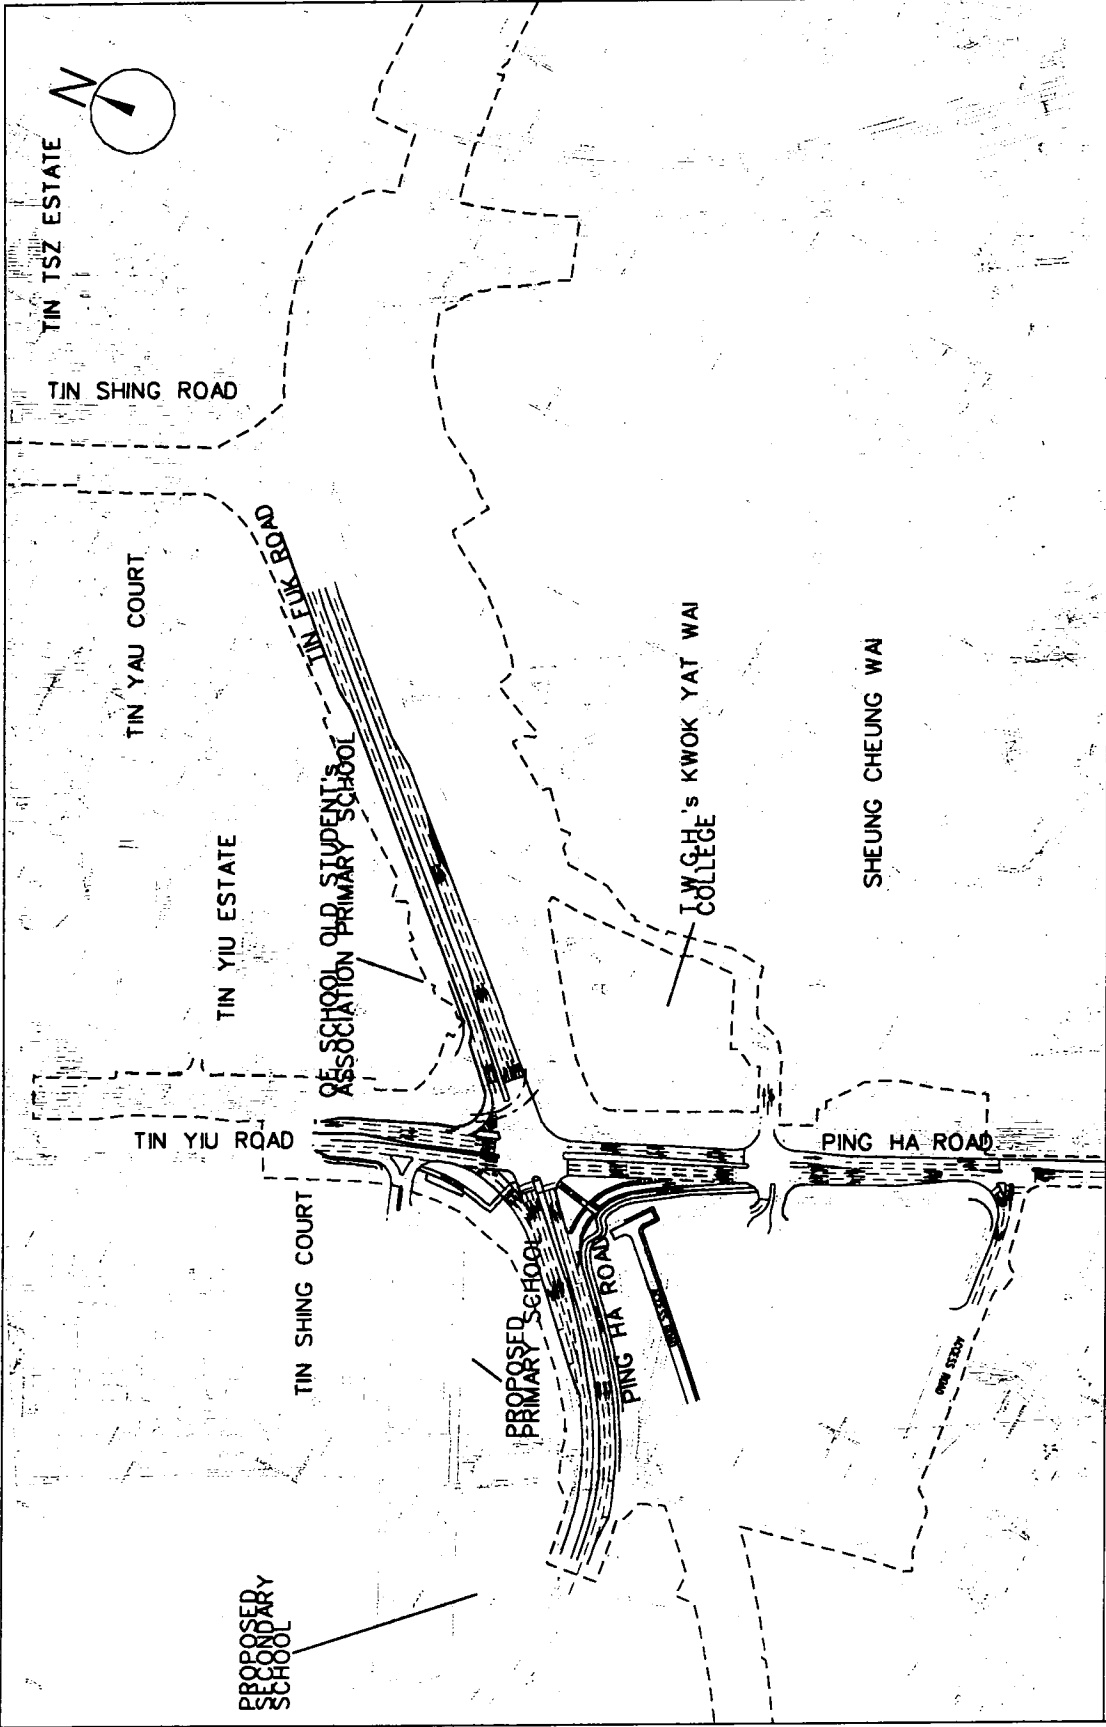 N
TIN TSZ ESTATE
TIN SHING ROAD
TIN FUK ROAD
TIN YAU COURT
TIN YIU ESTATE
QE SCHOOL OLD STUDENT's
ASSOCIATION PRIMARY SCHOOL
T.W.G.H.'s KWOK YAT WAI
COLLEGE
SHEUNG CHEUNG WAI
TIN YIU ROAD
PING HA ROAD
TIN SHING COURT
PROPOSED
PRIMARY SCHOOL
PING HA ROAD
ACCESS ROAD
ACCESS ROAD
PROPOSED
SECONDARY
SCHOOL